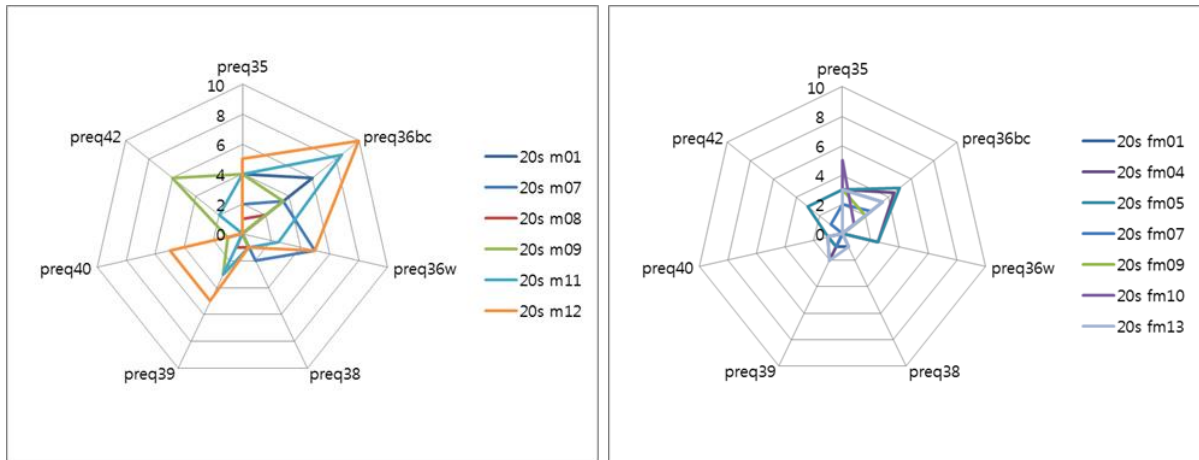 preq35
10
8
6
4
2
0
preq36bc
preq36w
preq38
preq39
preq40
preq42
20s m01
20s m07
20s m08
20s m09
20s m11
20s m12
preq35
10
8
6
4
2
0
preq36bc
preq36w
preq38
preq39
preq40
preq42
20s fm01
20s fm04
20s fm05
20s fm07
20s fm09
20s fm10
20s fm13